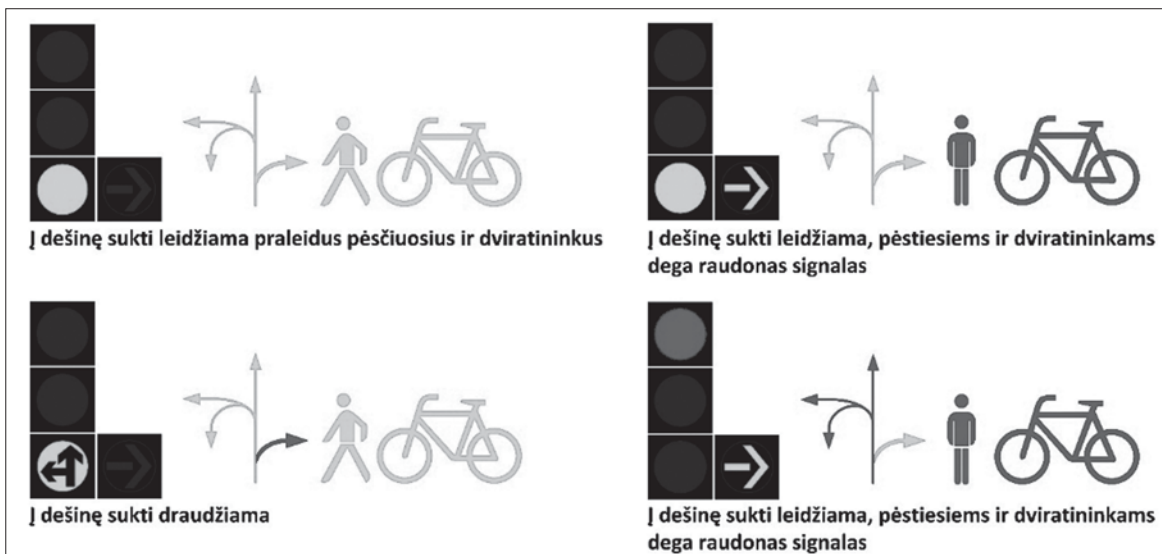 Į dešinę sukti leidžiama praleidus pėsčiuosius ir dviratininkus
Į dešinę sukti leidžiama, pėstiesiems ir dviratininkams
dega raudonas signalas
Į dešinę sukti draudžiama
Į dešinę sukti leidžiama, pėstiesiems ir dviratininkams
dega raudonas signalas